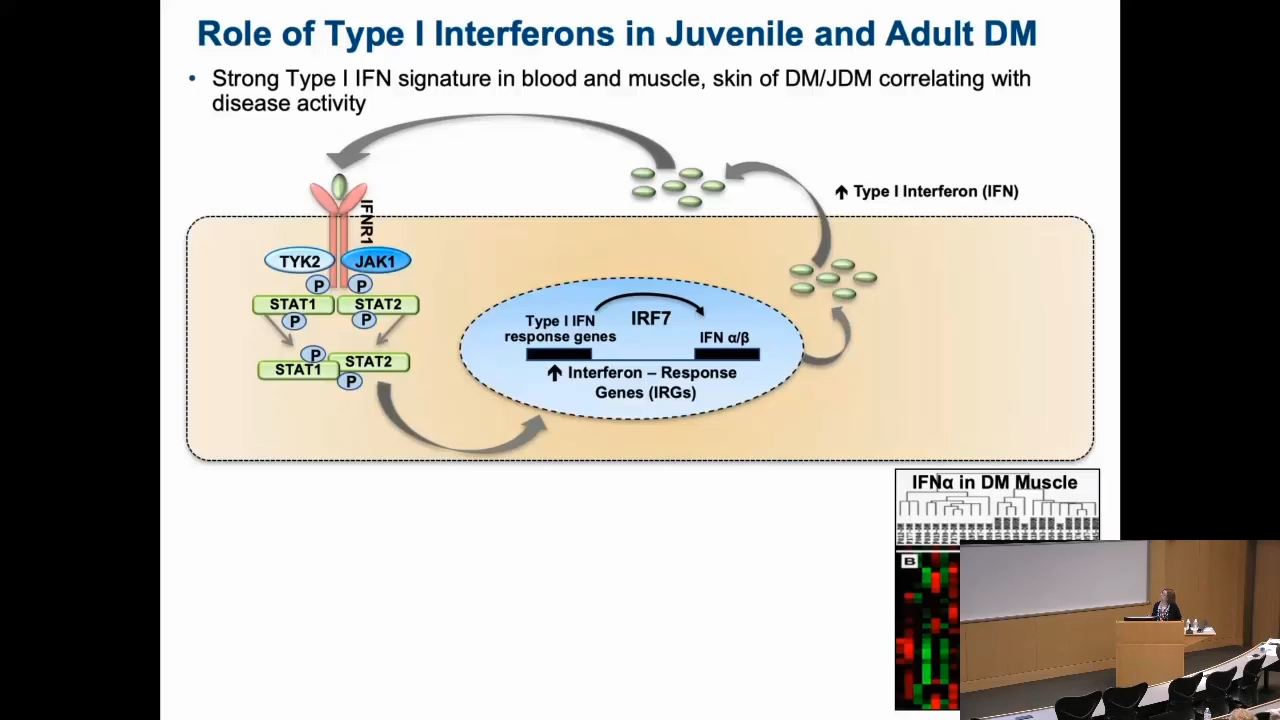 Role of Type I Interferons in Juvenile and Adult DM
• Strong Type I IFN signature in blood and muscle, skin of DM/JDM correlating with
disease activity
Type I Interferon (IFN)
IFNR1
TYK2
JAK1
P
P
STAT1
STAT2
P
P
P
STAT1
STAT2
P
Type I IFN
response genes
IRF7
IFN α/β
Interferon – Response
Genes (IRGs)
IFNα in DM Muscle
B